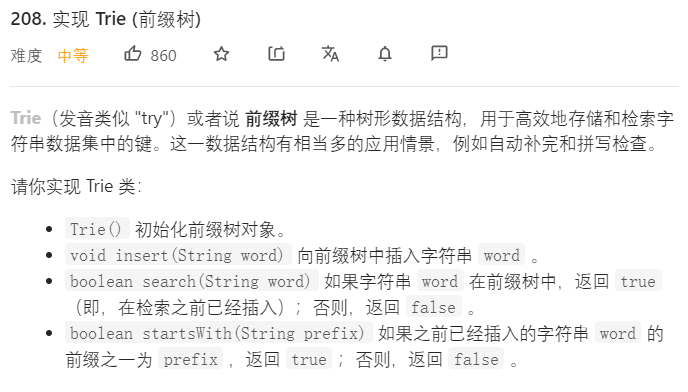 208. 实现 Trie (前缀树)
难度 中等 860
Trie（发音类似 "try"）或者说 前缀树 是一种树形数据结构，用于高效地存储和检索字
符串数据集中的键。这一数据结构有相当多的应用情景，例如自动补完和拼写检查。
请你实现 Trie 类：
Trie() 初始化前缀树对象。
void insert(String word) 向前缀树中插入字符串 word 。
boolean search(String word) 如果字符串 word 在前缀树中，返回 true
（即，在检索之前已经插入）；否则，返回 false 。
boolean startsWith(String prefix) 如果之前已经插入的字符串 word 的
前缀之一为 prefix ，返回 true ；否则，返回 false 。